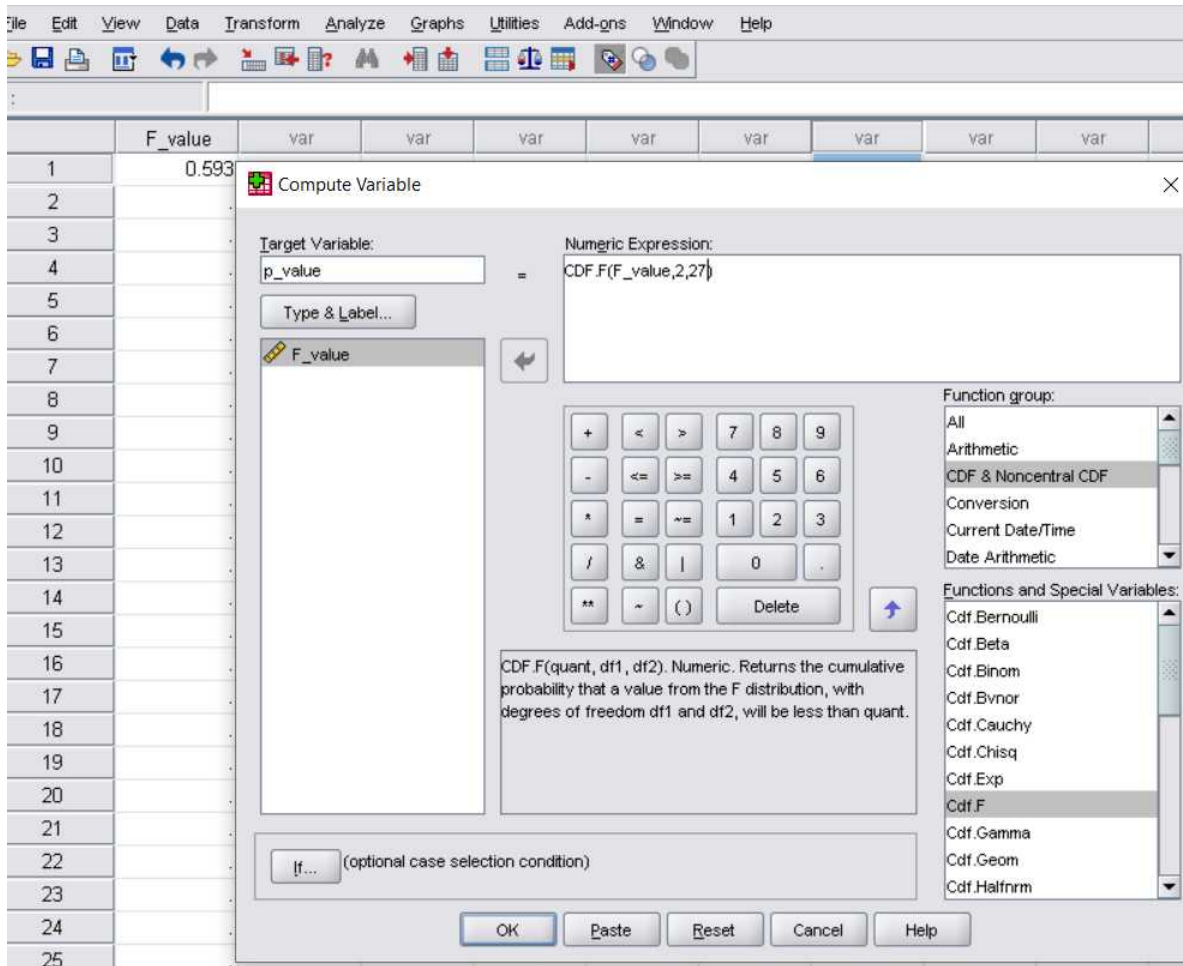 File Edit View Data Transform Analyze Graphs Utilities Add-ons Window Help
:
F_value var var var var var var var var
1 0.593
2 .
3 .
4 .
5 .
6 .
7 .
8 .
9 .
10 .
11 .
12 .
13 .
14 .
15 .
16 .
17 .
18 .
19 .
20 .
21 .
22 .
23 .
24 .
25
Compute Variable
Target Variable:
p_value
=
Numeric Expression:
CDF.F(F_value,2,27)
Type & Label...
F_value
+ < > 7 8 9
- <= >= 4 5 6
* = ~= 1 2 3
/ & | 0 .
** ~ ( ) Delete
CDF.F(quant, df1, df2). Numeric. Returns the cumulative
probability that a value from the F distribution, with
degrees of freedom df1 and df2, will be less than quant.
Function group:
All
Arithmetic
CDF & Noncentral CDF
Conversion
Current Date/Time
Date Arithmetic
Functions and Special Variables:
Cdf.Bernoulli
Cdf.Beta
Cdf.Binom
Cdf.Bvnor
Cdf.Cauchy
Cdf.Chisq
Cdf.Exp
Cdf.F
Cdf.Gamma
Cdf.Geom
Cdf.Halfnrm
If... (optional case selection condition)
OK Paste Reset Cancel Help